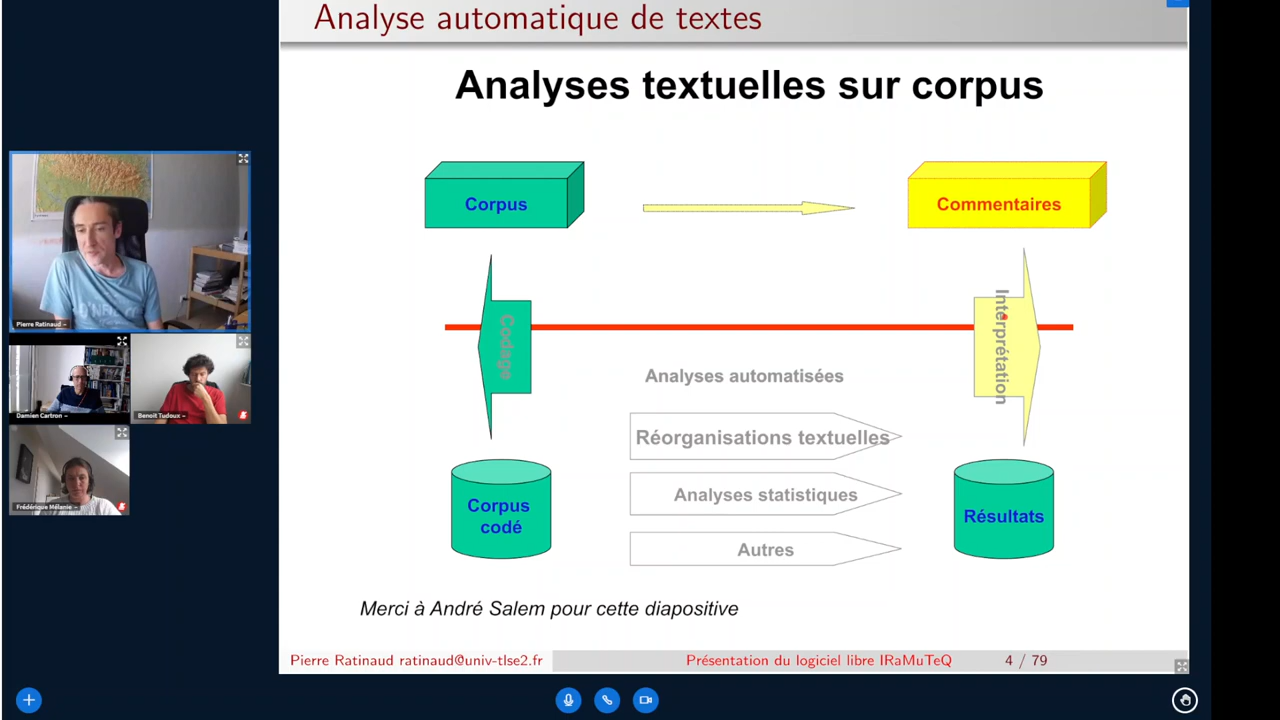 Analyse automatique de textes
Analyses textuelles sur corpus
Corpus
Commentaires
Codage
Interprétation
Analyses automatisées
Réorganisations textuelles
Analyses statistiques
Autres
Corpus
codé
Résultats
Merci à André Salem pour cette diapositive
Pierre Ratinaud ratinaud@univ-tlse2.fr
Présentation du logiciel libre IRaMuTeQ
4 / 79
Pierre Ratinaud
Damien Cartron
Benoit Tudoux
Frédérique Mélanie